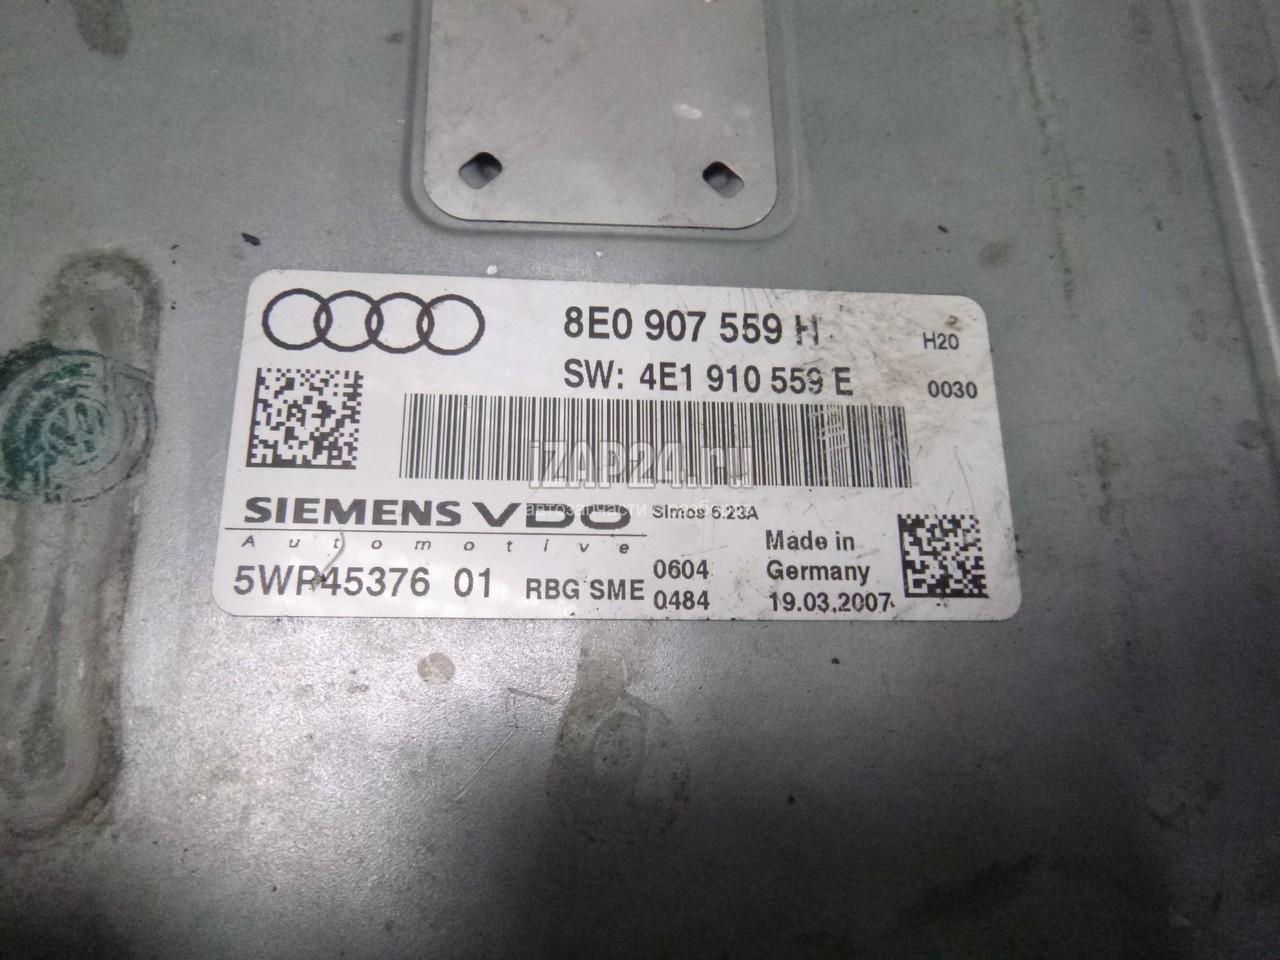 8E0 907 559 H
H20
SW: 4E1 910 559 E
0030
iZAP24.ru
SIEMENS VDO
Simos 6.23A
Automotive
Made in
Germany
5WP45376 01
RBG SME
0604
0484
19.03.2007